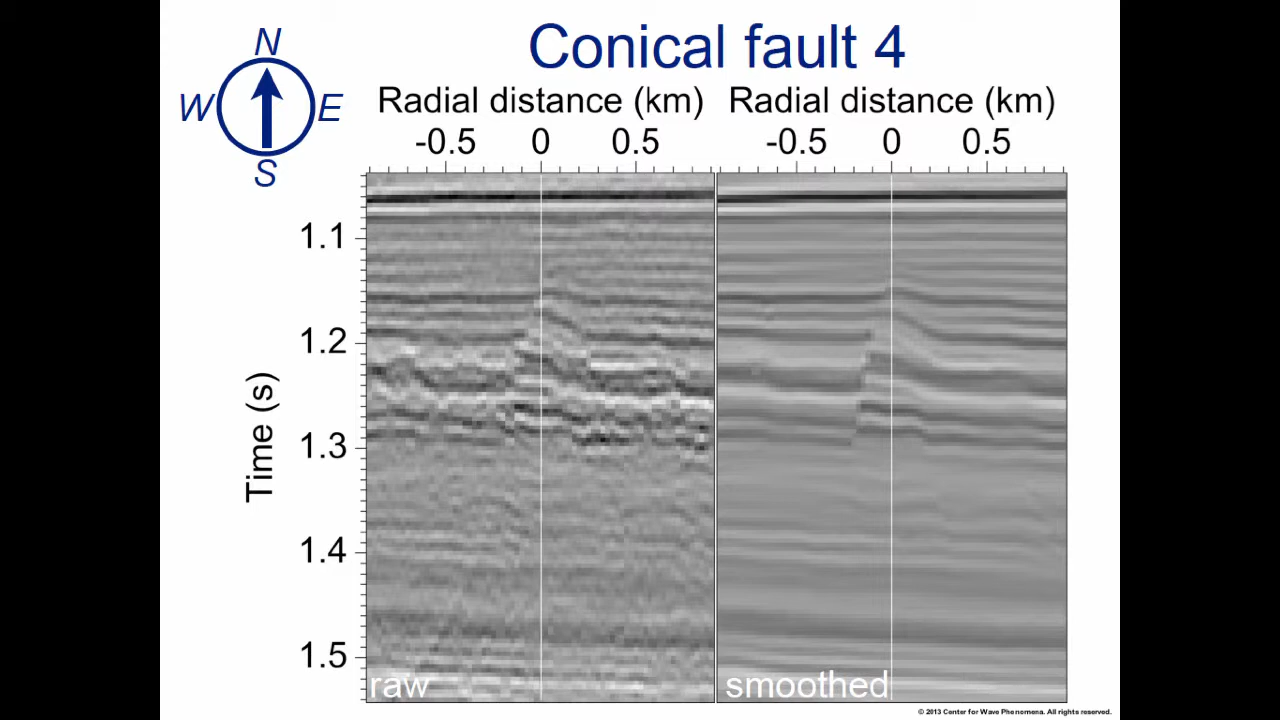 Conical fault 4
N
W E
S
Radial distance (km) Radial distance (km)
-0.5 0 0.5 -0.5 0 0.5
1.1
1.2
1.3
1.4
1.5
Time (s)
raw smoothed
© 2013 Center for Wave Phenomena. All rights reserved.